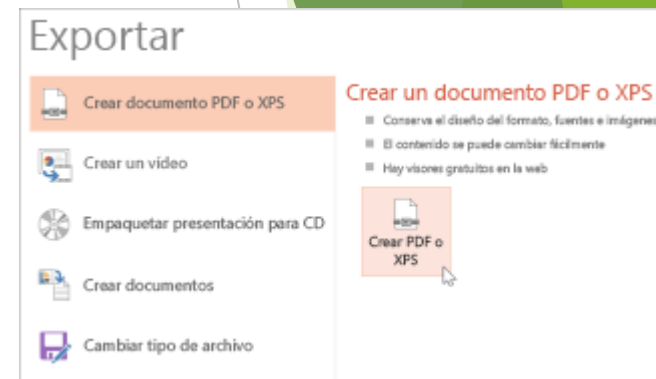 Exportar
Crear documento PDF o XPS
Crear un vídeo
Empaquetar presentación para CD
Crear documentos
Cambiar tipo de archivo
Crear un documento PDF o XPS
Conserva el diseño del formato, fuentes e imágenes
El contenido se puede cambiar fácilmente
Hay visores gratuitos en la web
Crear PDF o
XPS